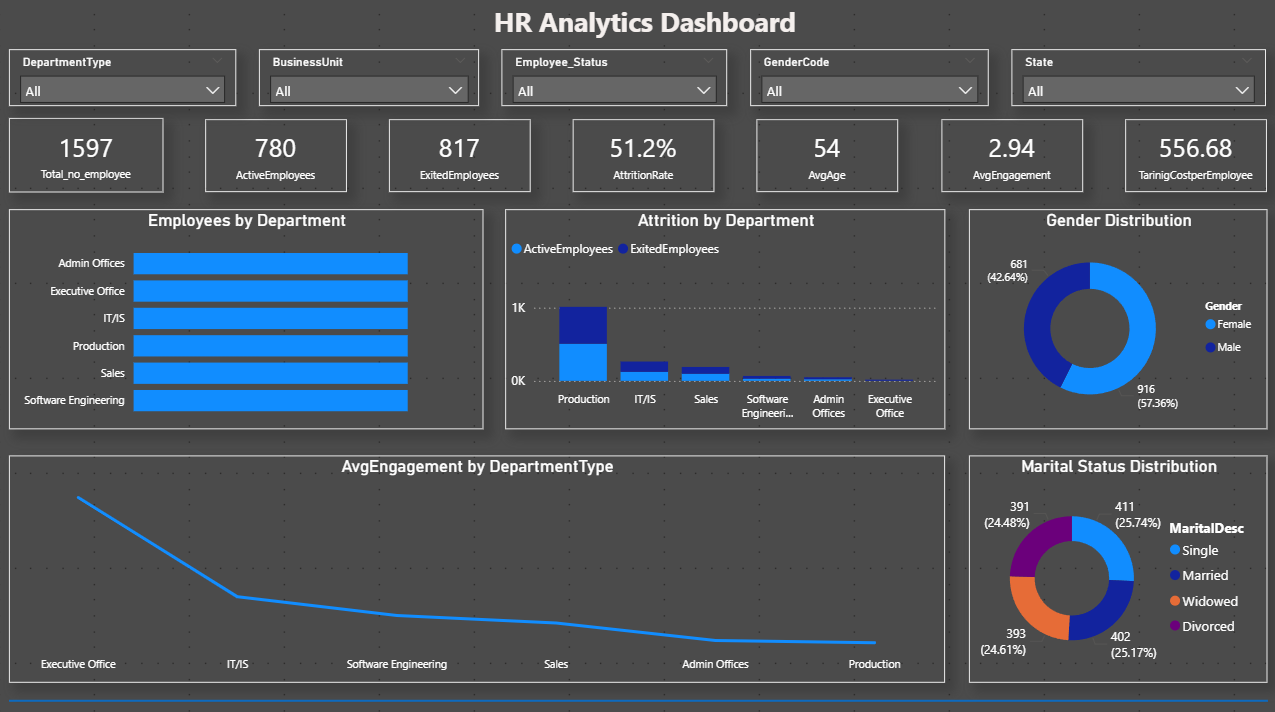 HR Analytics Dashboard
DepartmentType
All
BusinessUnit
All
Employee_Status
All
GenderCode
All
State
All
1597
Total_no_employee
780
ActiveEmployees
817
ExitedEmployees
51.2%
AttritionRate
54
AvgAge
2.94
AvgEngagement
556.68
TarinigCostperEmployee
Employees by Department
Admin Offices
Executive Office
IT/IS
Production
Sales
Software Engineering
Attrition by Department
ActiveEmployees
ExitedEmployees
1K
0K
Production
IT/IS
Sales
Software
Engineeri...
Admin
Offices
Executive
Office
Gender Distribution
681
(42.64%)
916
(57.36%)
Gender
Female
Male
AvgEngagement by DepartmentType
Executive Office
IT/IS
Software Engineering
Sales
Admin Offices
Production
Marital Status Distribution
391
(24.48%)
411
(25.74%)
393
(24.61%)
402
(25.17%)
MaritalDesc
Single
Married
Widowed
Divorced